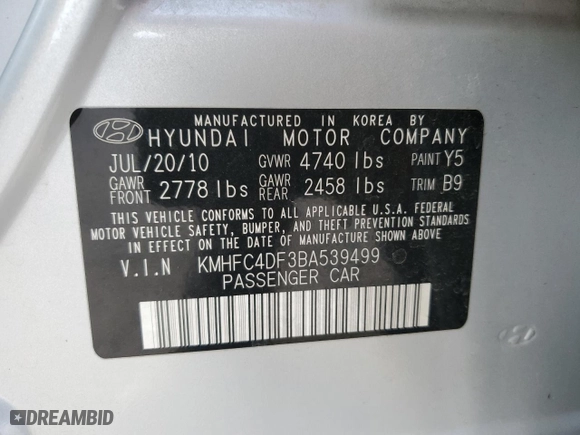 MANUFACTURED IN KOREA BY
HYUNDAI MOTOR COMPANY
JUL/20/10 GVWR 4740 lbs PAINT Y5
GAWR FRONT 2778 lbs GAWR REAR 2458 lbs TRIM B9
THIS VEHICLE CONFORMS TO ALL APPLICABLE U.S.A. FEDERAL
MOTOR VEHICLE SAFETY, BUMPER, AND THEFT PREVENTION STANDARDS
IN EFFECT ON THE DATE OF MANUFACTURE SHOWN ABOVE.
V.I.N KMHFC4DF3BA539499
PASSENGER CAR
DREAMBID